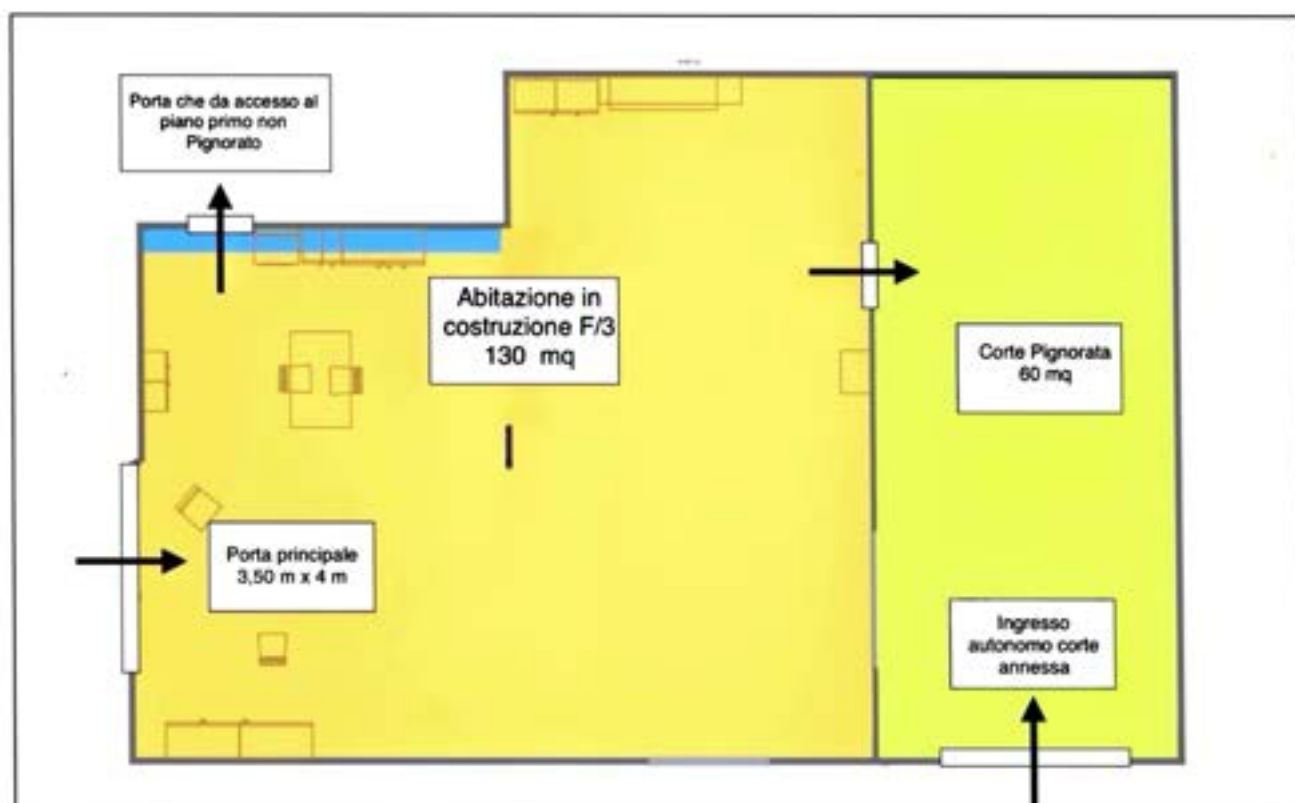 Porta che da accesso al
piano primo non
Pignorato
Abitazione in
costruzione F/3
130 mq
Corte Pignorata
60 mq
Porta principale
3,50 m x 4 m
Ingresso
autonomo corte
annessa